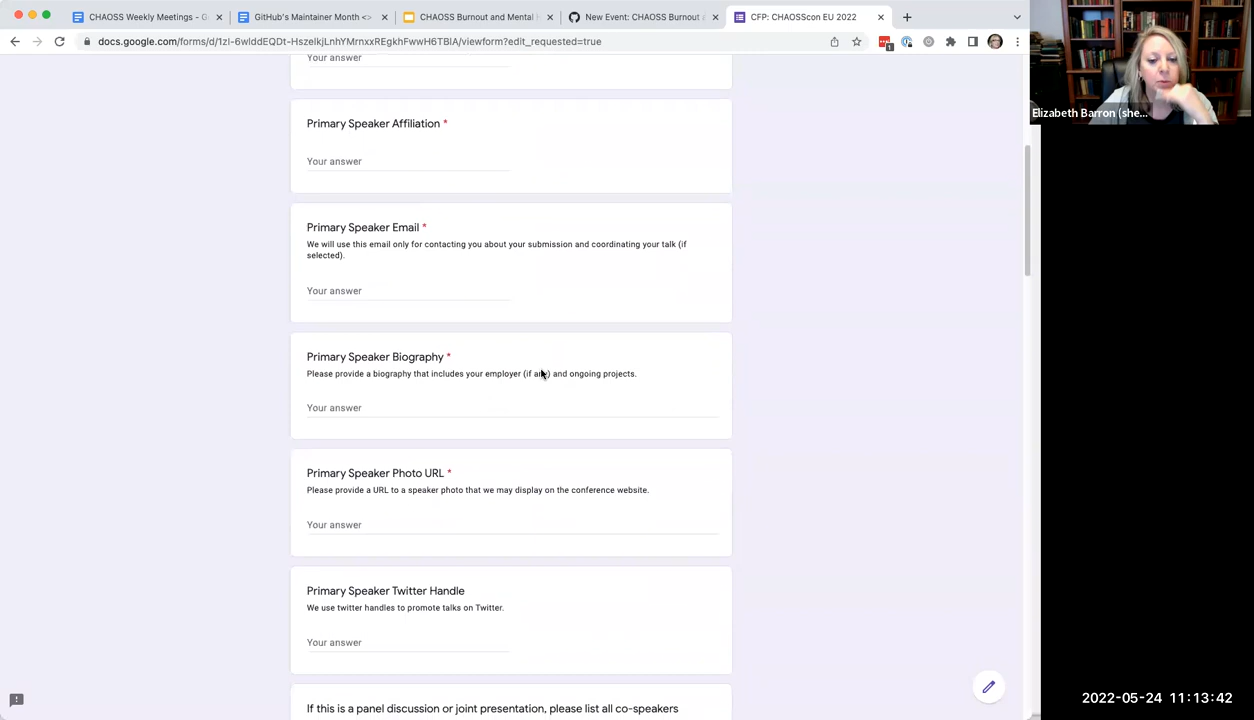 CHAOSS Weekly Meetings - G
GitHub's Maintainer Month <>
CHAOSS Burnout and Mental H
New Event: CHAOSS Burnout
CFP: CHAOSScon EU 2022
docs.google.com/forms/d/1zI-6wlddEQDt-HszelkjLnhYMrnxxREgkhFwwH6TBIA/viewform?edit_requested=true
1
Your answer
Primary Speaker Affiliation *
Your answer
Primary Speaker Email *
We will use this email only for contacting you about your submission and coordinating your talk (if
selected).
Your answer
Primary Speaker Biography *
Please provide a biography that includes your employer (if any) and ongoing projects.
Your answer
Primary Speaker Photo URL *
Please provide a URL to a speaker photo that we may display on the conference website.
Your answer
Primary Speaker Twitter Handle
We use twitter handles to promote talks on Twitter.
Your answer
If this is a panel discussion or joint presentation, please list all co-speakers
Elizabeth Barron (she...
2022-05-24 11:13:42